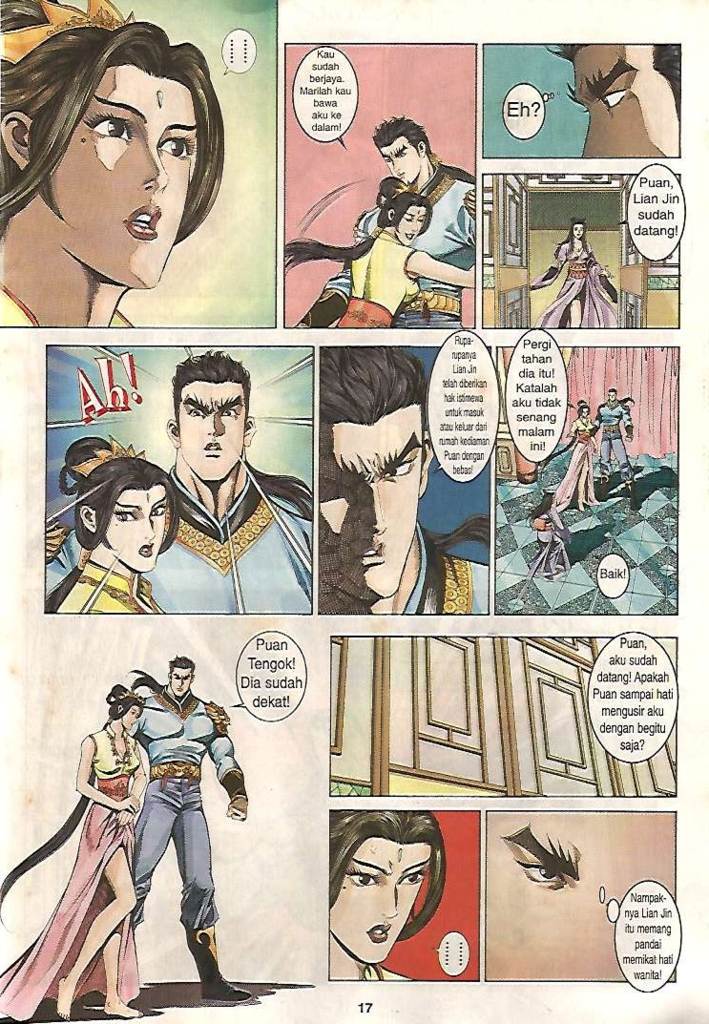 Kau
sudah
berjaya.
Marilah kau
bawa
aku ke
dalam!
Eh?
Puan,
Lian Jin
sudah
datang!
Ah!
Rupa-
rupanya
Lian Jin
telah diberikan
hak istimewa
untuk masuk
atau keluar dari
rumah kediaman
Puan dengan
bebas!
Pergi
tahan
dia itu!
Katalah
aku tidak
senang
malam
ini!
Baik!
Puan
Tengok!
Dia sudah
dekat!
Puan,
aku sudah
datang! Apakah
Puan sampai hati
mengusir aku
dengan begitu
saja?
Nampak-
nya Lian Jin
itu memang
pandai
memikat hati
wanita!
17